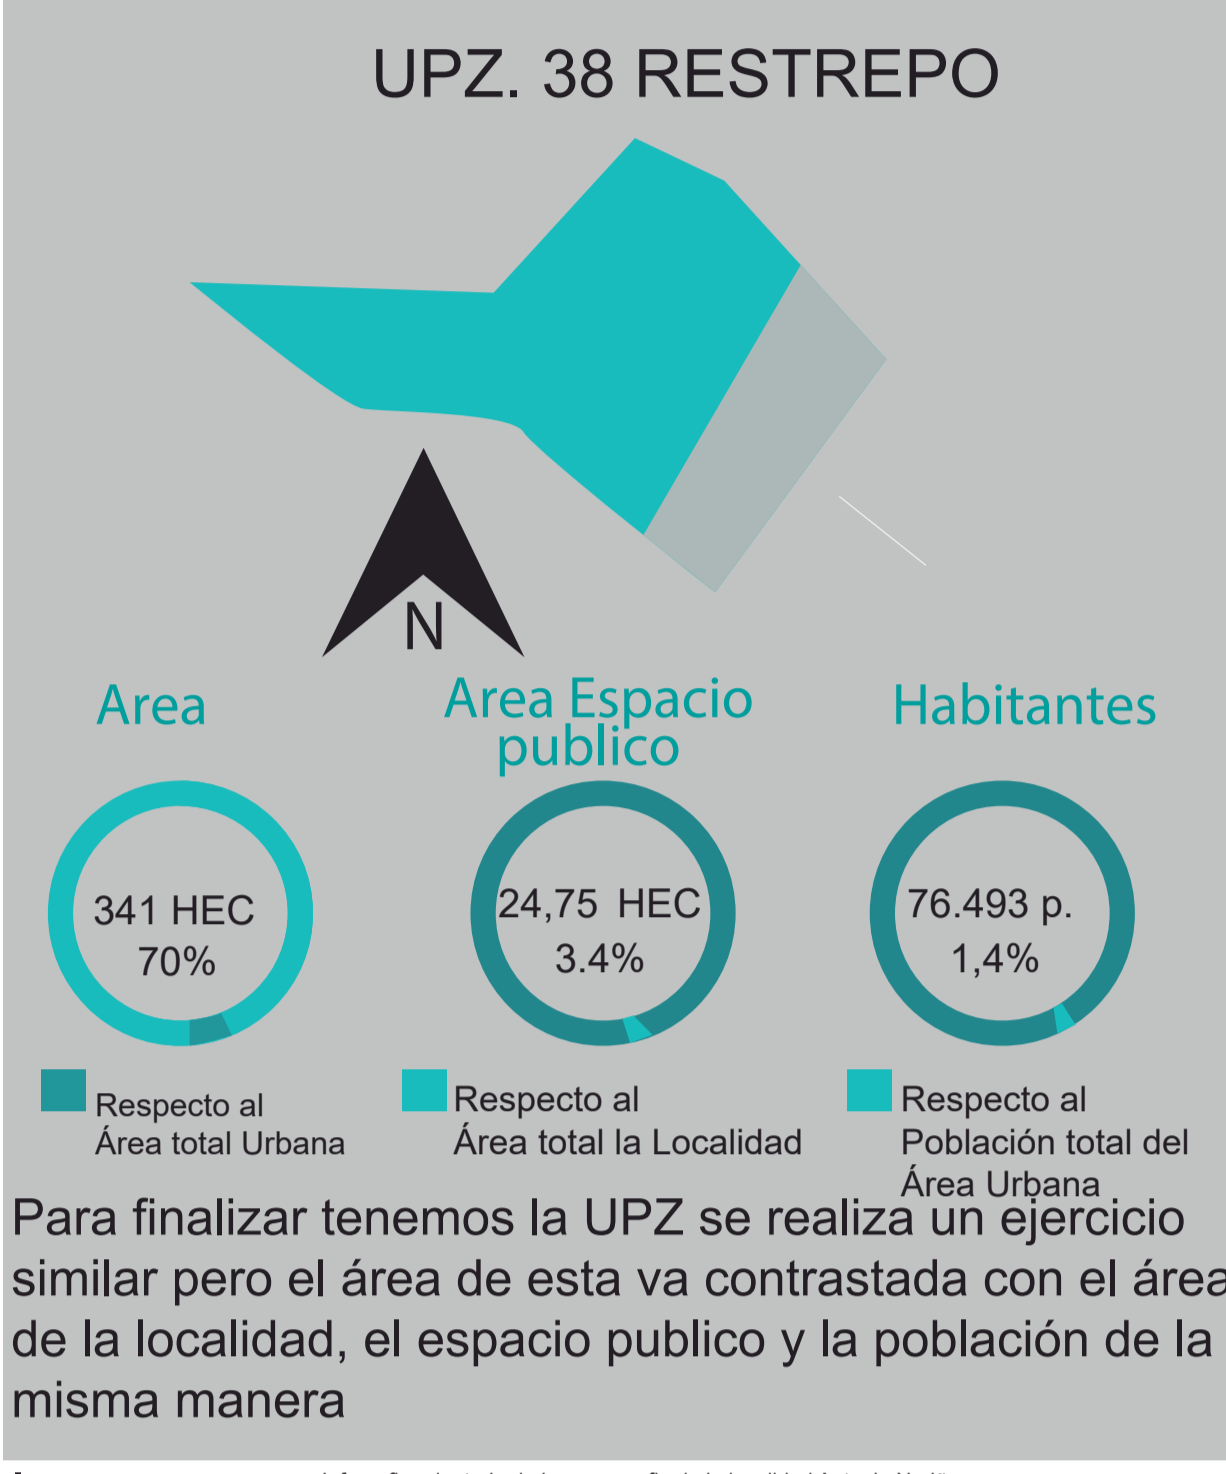 UPZ. 38 RESTREPO
N
Area
Area Espacio
publico
Habitantes
341 HEC
70%
24,75 HEC
3.4%
76.493 p.
1,4%
Respecto al
Área total Urbana
Respecto al
Área total la Localidad
Respecto al
Población total del
Área Urbana
Para finalizar tenemos la UPZ se realiza un ejercicio
similar pero el área de esta va contrastada con el área
de la localidad, el espacio publico y la población de la
misma manera